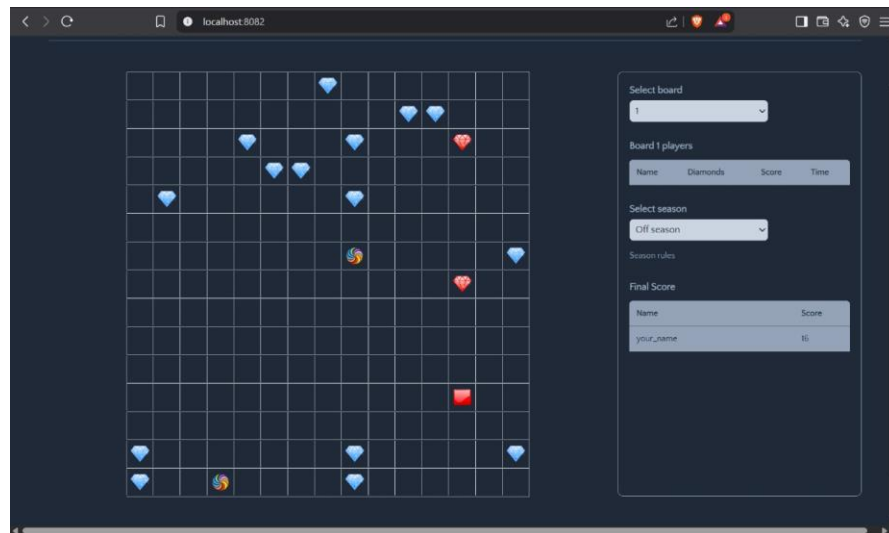 localhost:8082
Select board
1
Board 1 players
Name Diamonds Score Time
Select season
Off season
Season rules
Final Score
Name Score
your_name 16